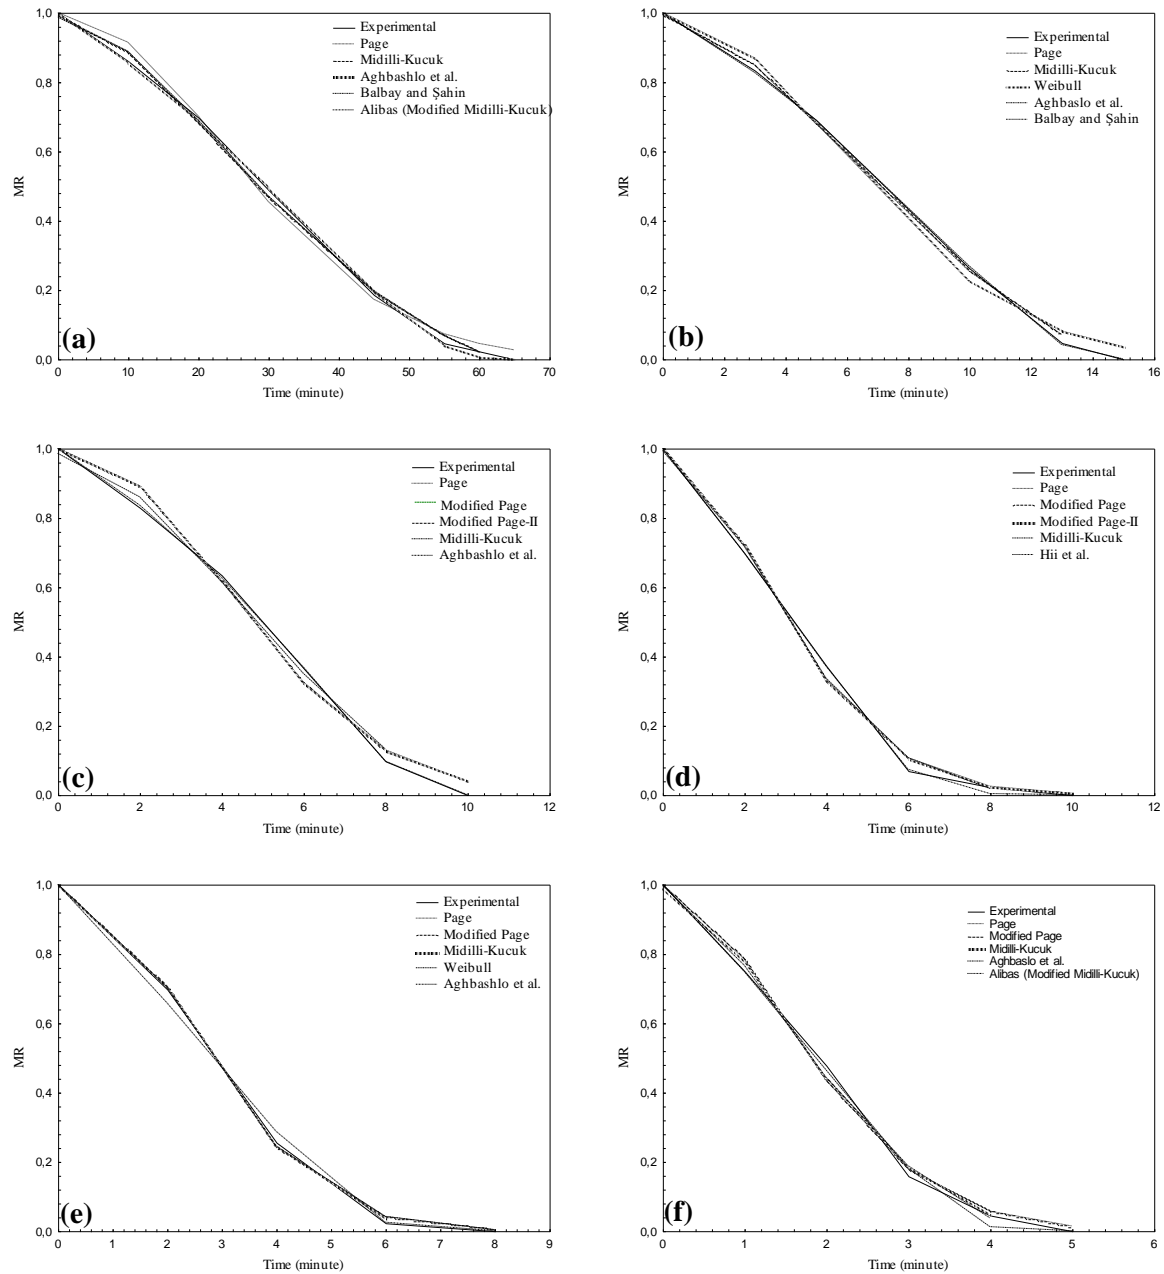 1,0
0,8
0,6
0,4
0,2
0,0
MR
0 10 20 30 40 50 60 70
Time (minute)
Experimental
Page
Midilli-Kucuk
Aghbashlo et al.
Balbay and Şahin
Alibas (Modified Midilli-Kucuk)
(a)
1,0
0,8
0,6
0,4
0,2
0,0
MR
0 2 4 6 8 10 12 14 16
Time (minute)
Experimental
Page
Midilli-Kucuk
Weibull
Aghbaslo et al.
Balbay and Şahin
(b)
1,0
0,8
0,6
0,4
0,2
0,0
MR
0 2 4 6 8 10 12
Time (minute)
Experimental
Page
Modified Page
Modified Page-II
Midilli-Kucuk
Aghbashlo et al.
(c)
1,0
0,8
0,6
0,4
0,2
0,0
MR
0 2 4 6 8 10 12
Time (minute)
Experimental
Page
Modified Page
Modified Page-II
Midilli-Kucuk
Hii et al.
(d)
1,0
0,8
0,6
0,4
0,2
0,0
MR
0 1 2 3 4 5 6 7 8 9
Time (minute)
Experimental
Page
Modified Page
Midilli-Kucuk
Weibull
Aghbashlo et al.
(e)
1,0
0,8
0,6
0,4
0,2
0,0
MR
0 1 2 3 4 5 6
Time (minute)
Experimental
Page
Modified Page
Midilli-Kucuk
Aghbaslo et al.
Alibas (Modified Midilli-Kucuk)
(f)